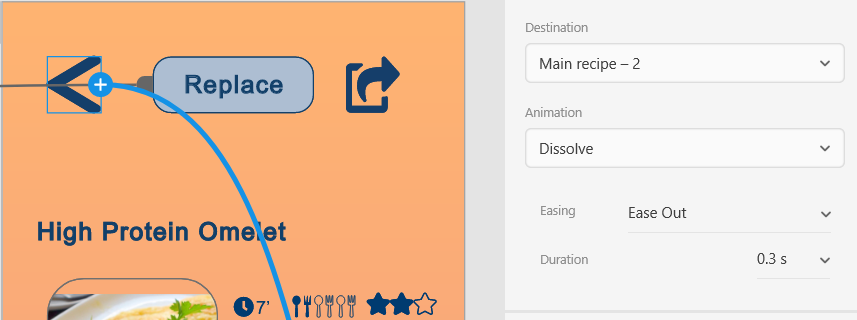 Replace
High Protein Omelet
7'
Destination
Main recipe – 2
Animation
Dissolve
Easing
Ease Out
Duration
0.3 s